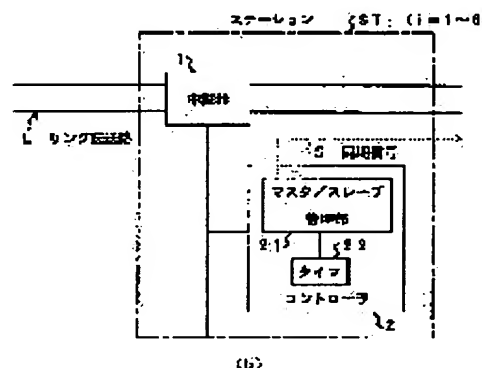 ステーション ST: (i=1~6
1
中継部
L リング伝送路
S 同期信号
マスタ/スレーブ
管理部
21 22
タイマ
コントローラ
2
(b)